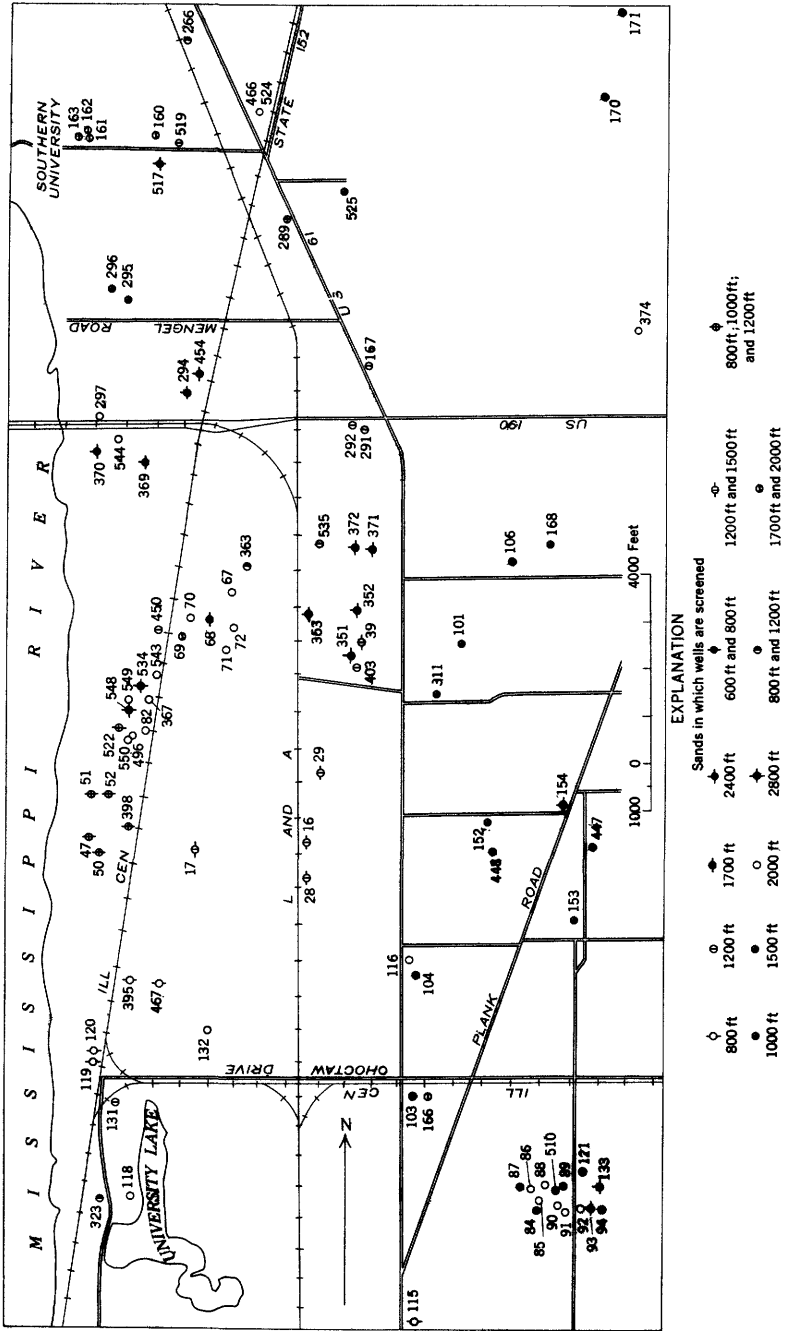 SOUTHERN
UNIVERSITY
MISSISSIPPI RIVER
171
170
266
163
162
161
160
519
466
524
STATE
152
517
525
289
61
U S
296
295
MENGEL
ROAD
374
294
454
167
297
370
544
369
292
291
US 190
535
372
371
106
168
363
450
70
67
69
68
72
71
543
534
549
548
367
82
522
550
496
363
352
351
39
403
101
311
51
52
398
47
50
17
ILL CEN
29
16
28
L AND A
154
152
448
447
153
PLANK ROAD
395
467
116
104
120
119
132
CHOCTAW
DRIVE
ILL
CEN
131
118
323
UNIVERSITY LAKE
N
103
166
115
87
86
510
88
89
121
133
84
85
90
91
92
93
94
1000
0
4000 Feet
EXPLANATION
Sands in which wells are screened
800 ft
1200 ft
1700 ft
2400 ft
600 ft and 800 ft
1200 ft and 1500 ft
800 ft, 1000 ft;
and 1200 ft
1000 ft
1500 ft
2000 ft
2800 ft
800 ft and 1200 ft
1700 ft and 2000 ft